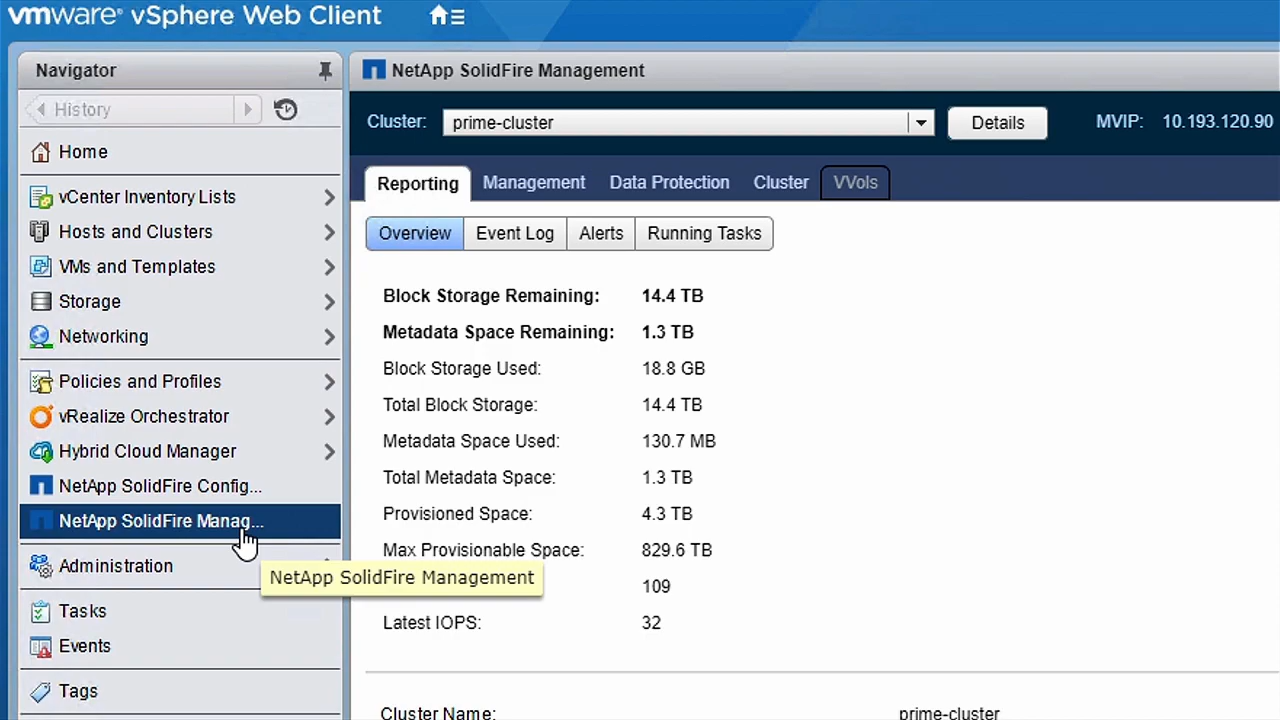 vmware® vSphere Web Client
Navigator
History
Home
vCenter Inventory Lists
Hosts and Clusters
VMs and Templates
Storage
Networking
Policies and Profiles
vRealize Orchestrator
Hybrid Cloud Manager
NetApp SolidFire Config...
NetApp SolidFire Manag...
Administration
Tasks
Events
Tags
NetApp SolidFire Management
NetApp SolidFire Management
Cluster: prime-cluster Details MVIP: 10.193.120.90
Reporting Management Data Protection Cluster VVols
Overview Event Log Alerts Running Tasks
Block Storage Remaining: 14.4 TB
Metadata Space Remaining: 1.3 TB
Block Storage Used: 18.8 GB
Total Block Storage: 14.4 TB
Metadata Space Used: 130.7 MB
Total Metadata Space: 1.3 TB
Provisioned Space: 4.3 TB
Max Provisionable Space: 829.6 TB
109
Latest IOPS: 32
Cluster Name: prime-cluster